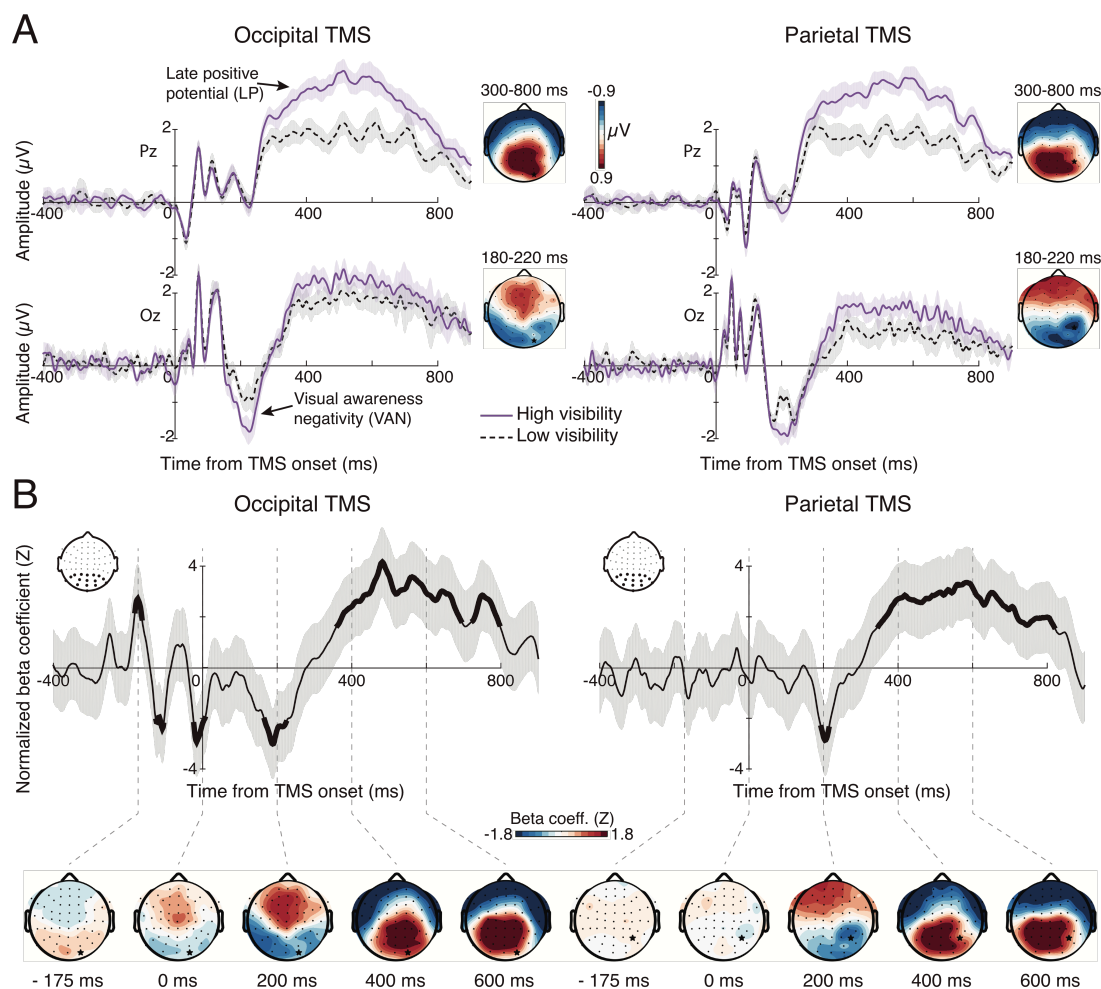 A
Occipital TMS
Parietal TMS
Late positive
potential (LP)
300-800 ms
-0.9
µV
0.9
300-800 ms
Amplitude (µV)
Pz
2
-2
-400
0
400
800
Pz
2
-2
-400
0
400
800
180-220 ms
180-220 ms
Amplitude (µV)
Oz
2
-2
-400
0
400
800
Oz
2
-2
-400
0
400
800
Visual awareness
negativity (VAN)
High visibility
Low visibility
Time from TMS onset (ms)
Time from TMS onset (ms)
B
Occipital TMS
Parietal TMS
Normalized beta coefficient (Z)
4
-4
-400
0
400
800
4
-4
-400
0
400
800
Time from TMS onset (ms)
Time from TMS onset (ms)
Beta coeff. (Z)
-1.8
1.8
- 175 ms
0 ms
200 ms
400 ms
600 ms
-175 ms
0 ms
200 ms
400 ms
600 ms